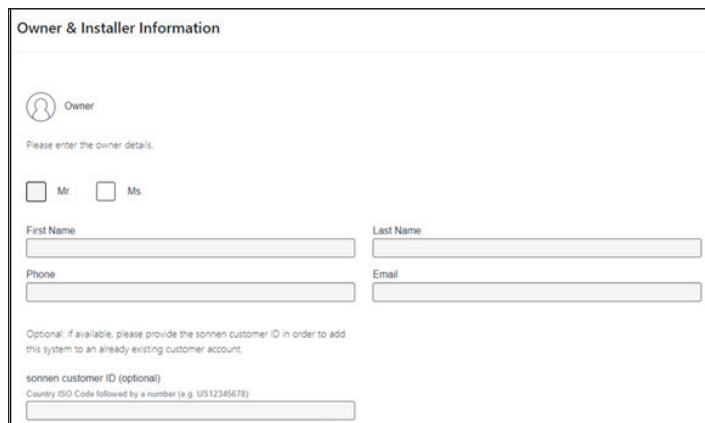 Owner & Installer Information
Owner
Please enter the owner details.
Mr. Ms.
First Name Last Name
Phone Email
Optional: If available, please provide the sonnen customer ID in order to add
this system to an already existing customer account.
sonnen customer ID (optional)
Country ISO Code followed by a number (e.g. US12345678)